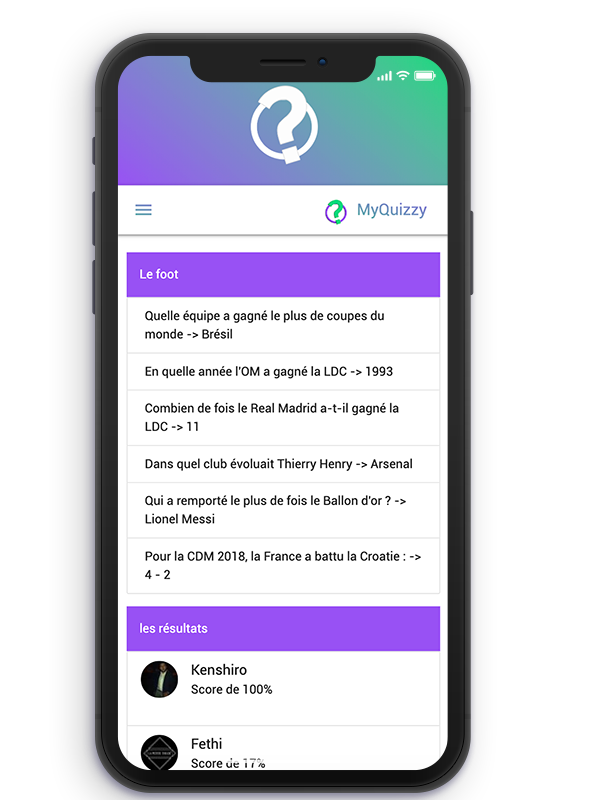 MyQuizzy
Le foot
Quelle équipe a gagné le plus de coupes du
monde -> Brésil
En quelle année l'OM a gagné la LDC -> 1993
Combien de fois le Real Madrid a-t-il gagné la
LDC -> 11
Dans quel club évoluait Thierry Henry -> Arsenal
Qui a remporté le plus de fois le Ballon d'or ? ->
Lionel Messi
Pour la CDM 2018, la France a battu la Croatie : ->
4 - 2
les résultats
Kenshiro
Score de 100%
Fethi
Score de 17%